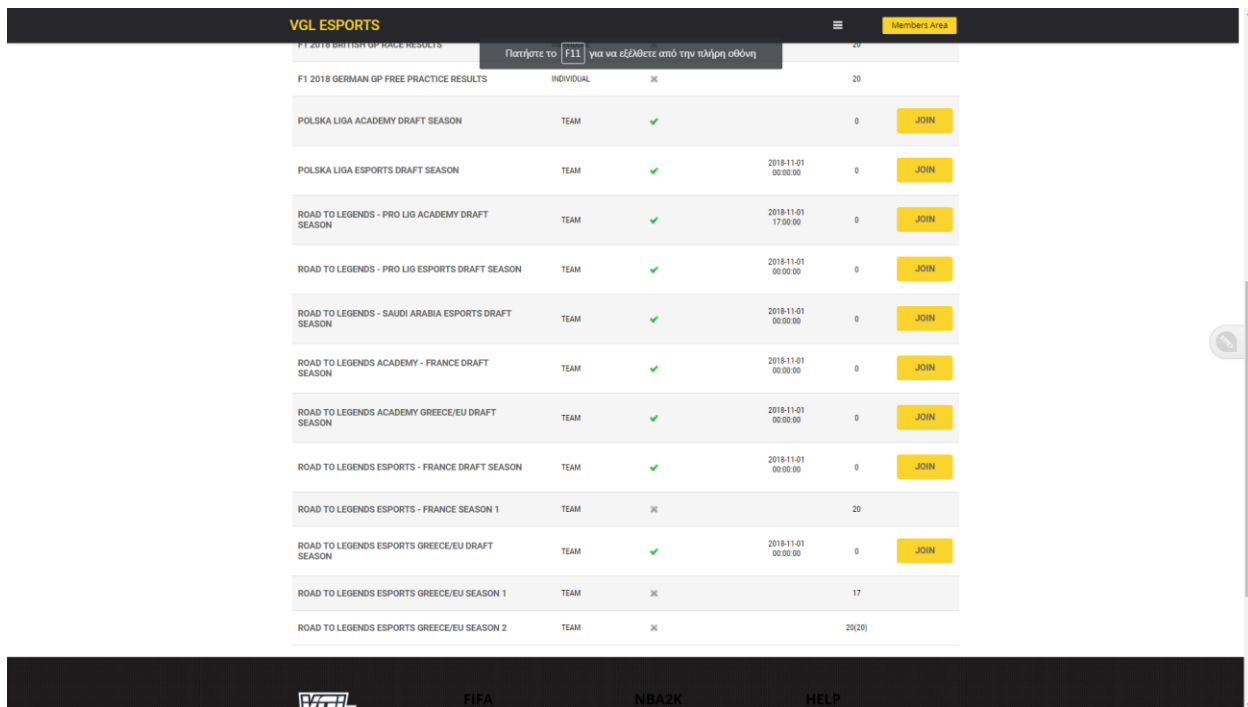 VGL ESPORTS
Members Area
F1 2018 BRITISH GP RACE RESULTS 20
Πατήστε το F11 για να εξέλθετε από την πλήρη οθόνη
F1 2018 GERMAN GP FREE PRACTICE RESULTS INDIVIDUAL 20
POLSKA LIGA ACADEMY DRAFT SEASON TEAM 0 JOIN
POLSKA LIGA ESPORTS DRAFT SEASON TEAM 2018-11-01
00:00:00 0 JOIN
ROAD TO LEGENDS - PRO LIG ACADEMY DRAFT
SEASON TEAM 2018-11-01
17:00:00 0 JOIN
ROAD TO LEGENDS - PRO LIG ESPORTS DRAFT SEASON TEAM 2018-11-01
00:00:00 0 JOIN
ROAD TO LEGENDS - SAUDI ARABIA ESPORTS DRAFT
SEASON TEAM 2018-11-01
00:00:00 0 JOIN
ROAD TO LEGENDS ACADEMY - FRANCE DRAFT
SEASON TEAM 2018-11-01
00:00:00 0 JOIN
ROAD TO LEGENDS ACADEMY GREECE/EU DRAFT
SEASON TEAM 2018-11-01
00:00:00 0 JOIN
ROAD TO LEGENDS ESPORTS - FRANCE DRAFT SEASON TEAM 2018-11-01
00:00:00 0 JOIN
ROAD TO LEGENDS ESPORTS - FRANCE SEASON 1 TEAM 20
ROAD TO LEGENDS ESPORTS GREECE/EU DRAFT
SEASON TEAM 2018-11-01
00:00:00 0 JOIN
ROAD TO LEGENDS ESPORTS GREECE/EU SEASON 1 TEAM 17
ROAD TO LEGENDS ESPORTS GREECE/EU SEASON 2 TEAM 20(20)
VGL FIFA NBA2K HELP